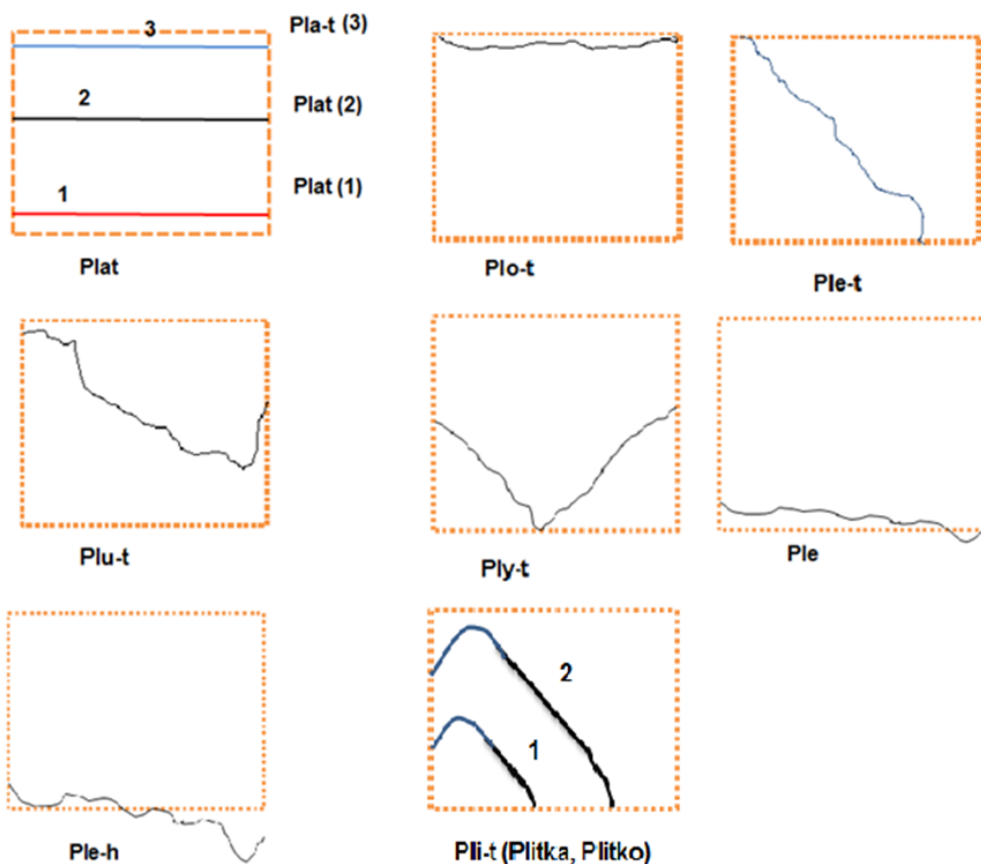 3
Pla-t (3)
2
Plat (2)
1
Plat (1)
Plat
Plo-t
Ple-t
Plu-t
Ply-t
Ple
2
1
Ple-h
Pli-t (Plitka, Plitko)